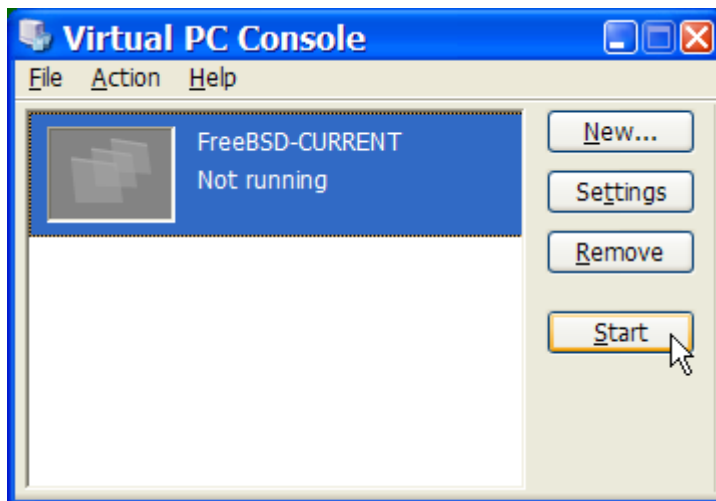 Virtual PC Console
File Action Help
FreeBSD-CURRENT
Not running
New...
Settings
Remove
Start